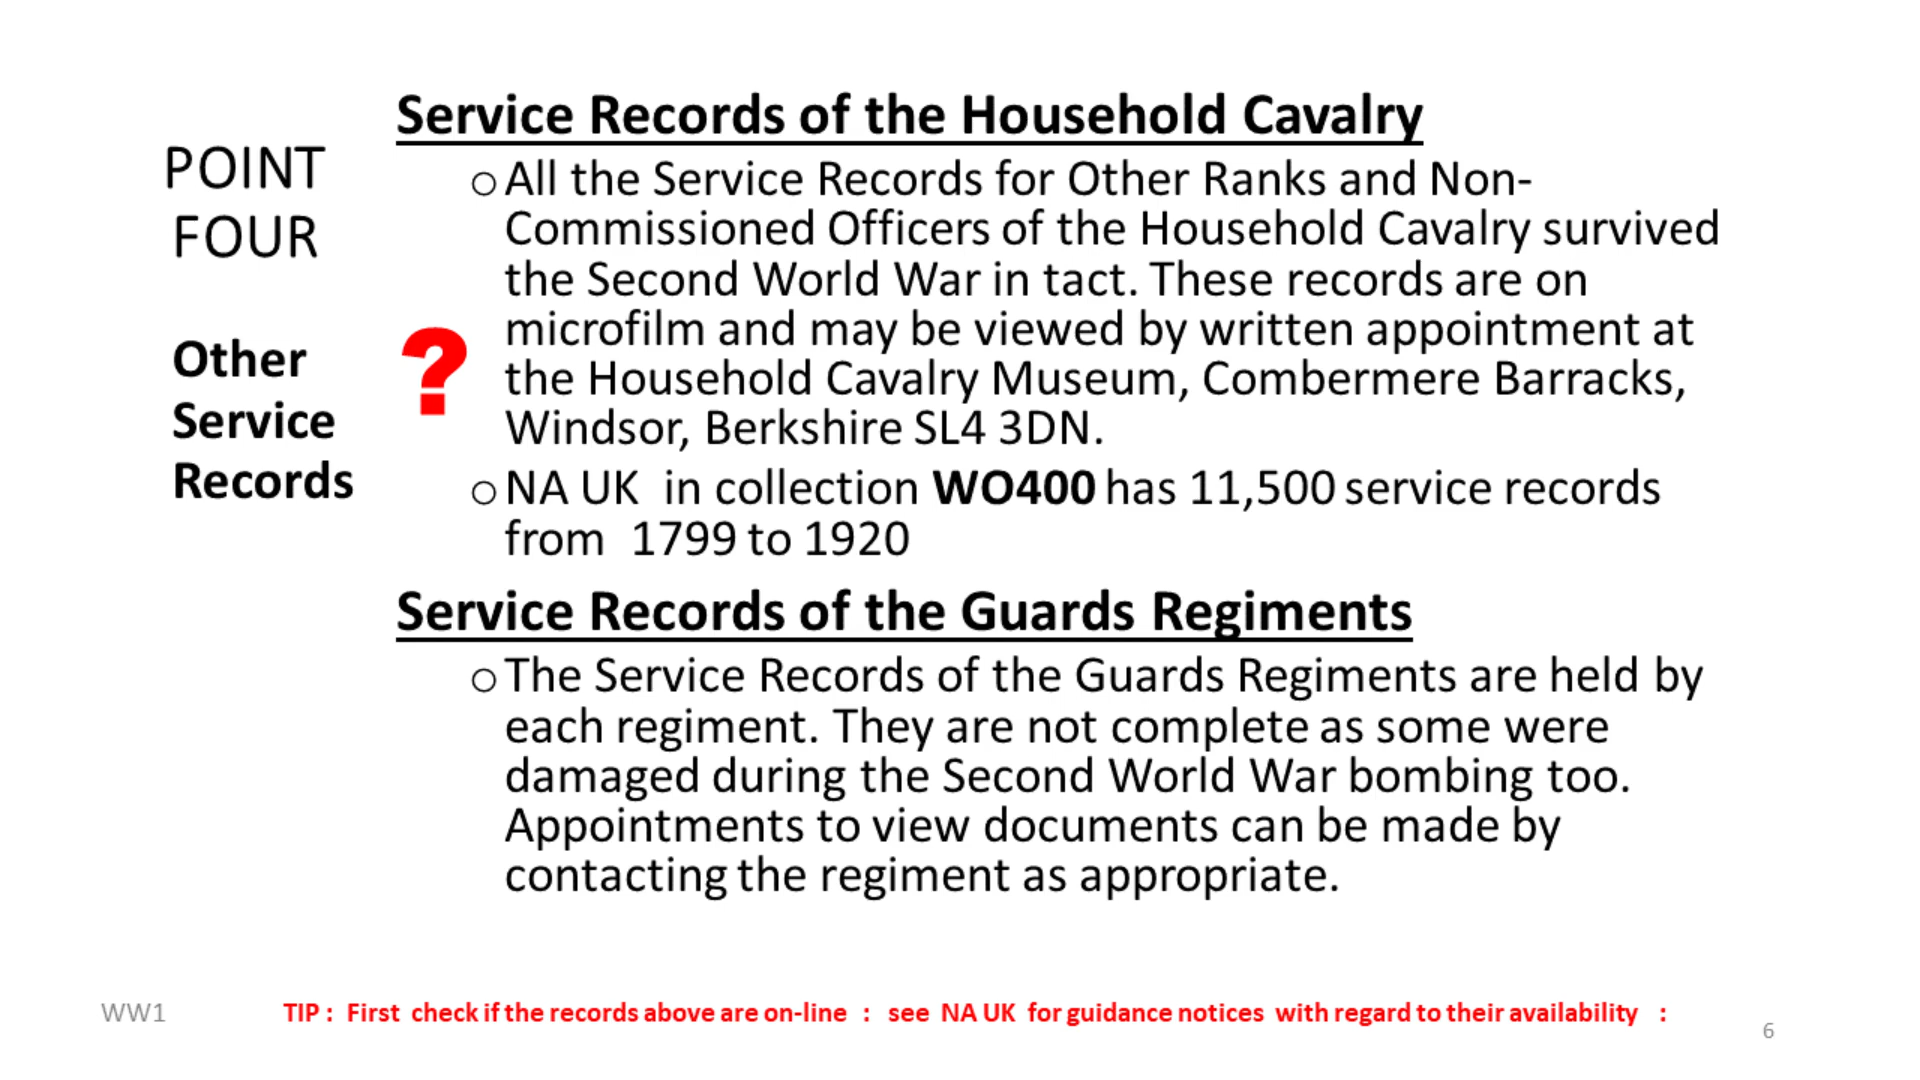 POINT
FOUR
Other
Service
Records
?
Service Records of the Household Cavalry
o All the Service Records for Other Ranks and Non-
Commissioned Officers of the Household Cavalry survived
the Second World War in tact. These records are on
microfilm and may be viewed by written appointment at
the Household Cavalry Museum, Combermere Barracks,
Windsor, Berkshire SL4 3DN.
o NA UK in collection WO400 has 11,500 service records
from 1799 to 1920
Service Records of the Guards Regiments
o The Service Records of the Guards Regiments are held by
each regiment. They are not complete as some were
damaged during the Second World War bombing too.
Appointments to view documents can be made by
contacting the regiment as appropriate.
WW1
TIP : First check if the records above are on-line : see NA UK for guidance notices with regard to their availability :
6